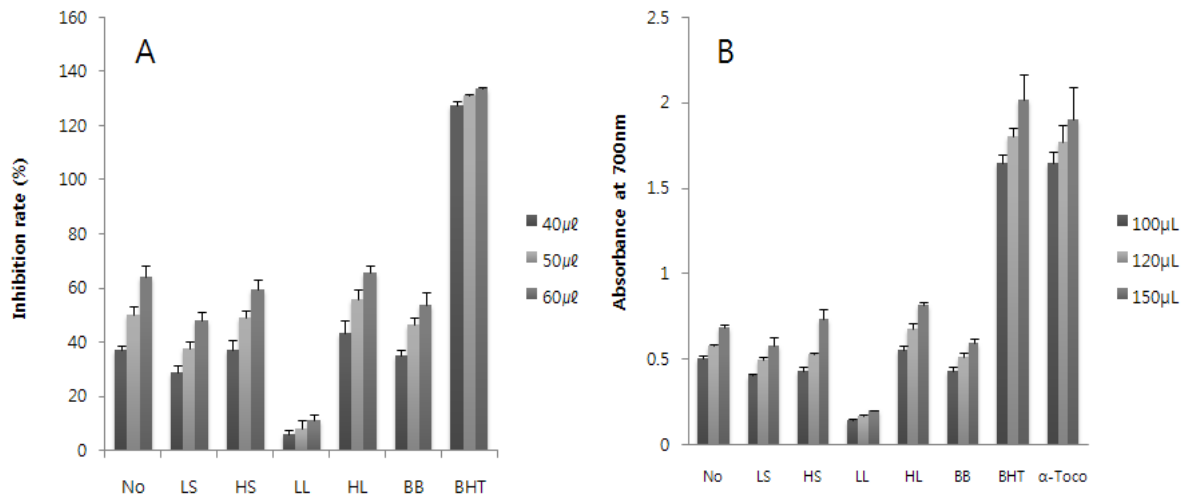 A
Inhibition rate (%)
160
140
120
100
80
60
40
20
0
No LS HS LL HL BB BHT
40㎕
50㎕
60㎕
B
Absorbance at 700nm
2.5
2
1.5
1
0.5
0
No LS HS LL HL BB BHT α-Toco
100µL
120µL
150µL